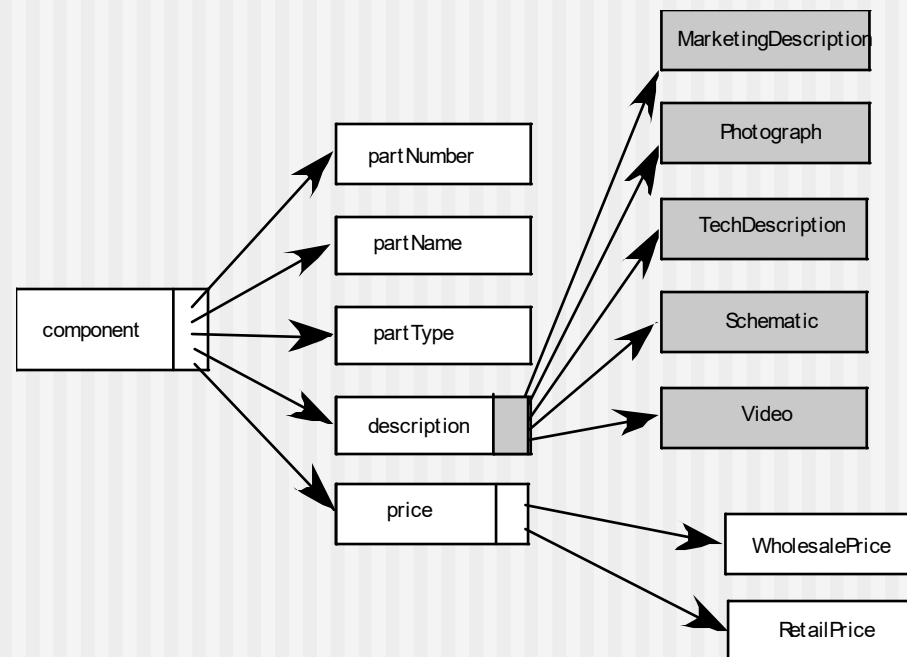 component
partNumber
partName
partType
description
price
MarketingDescription
Photograph
TechDescription
Schematic
Video
WholesalePrice
RetailPrice